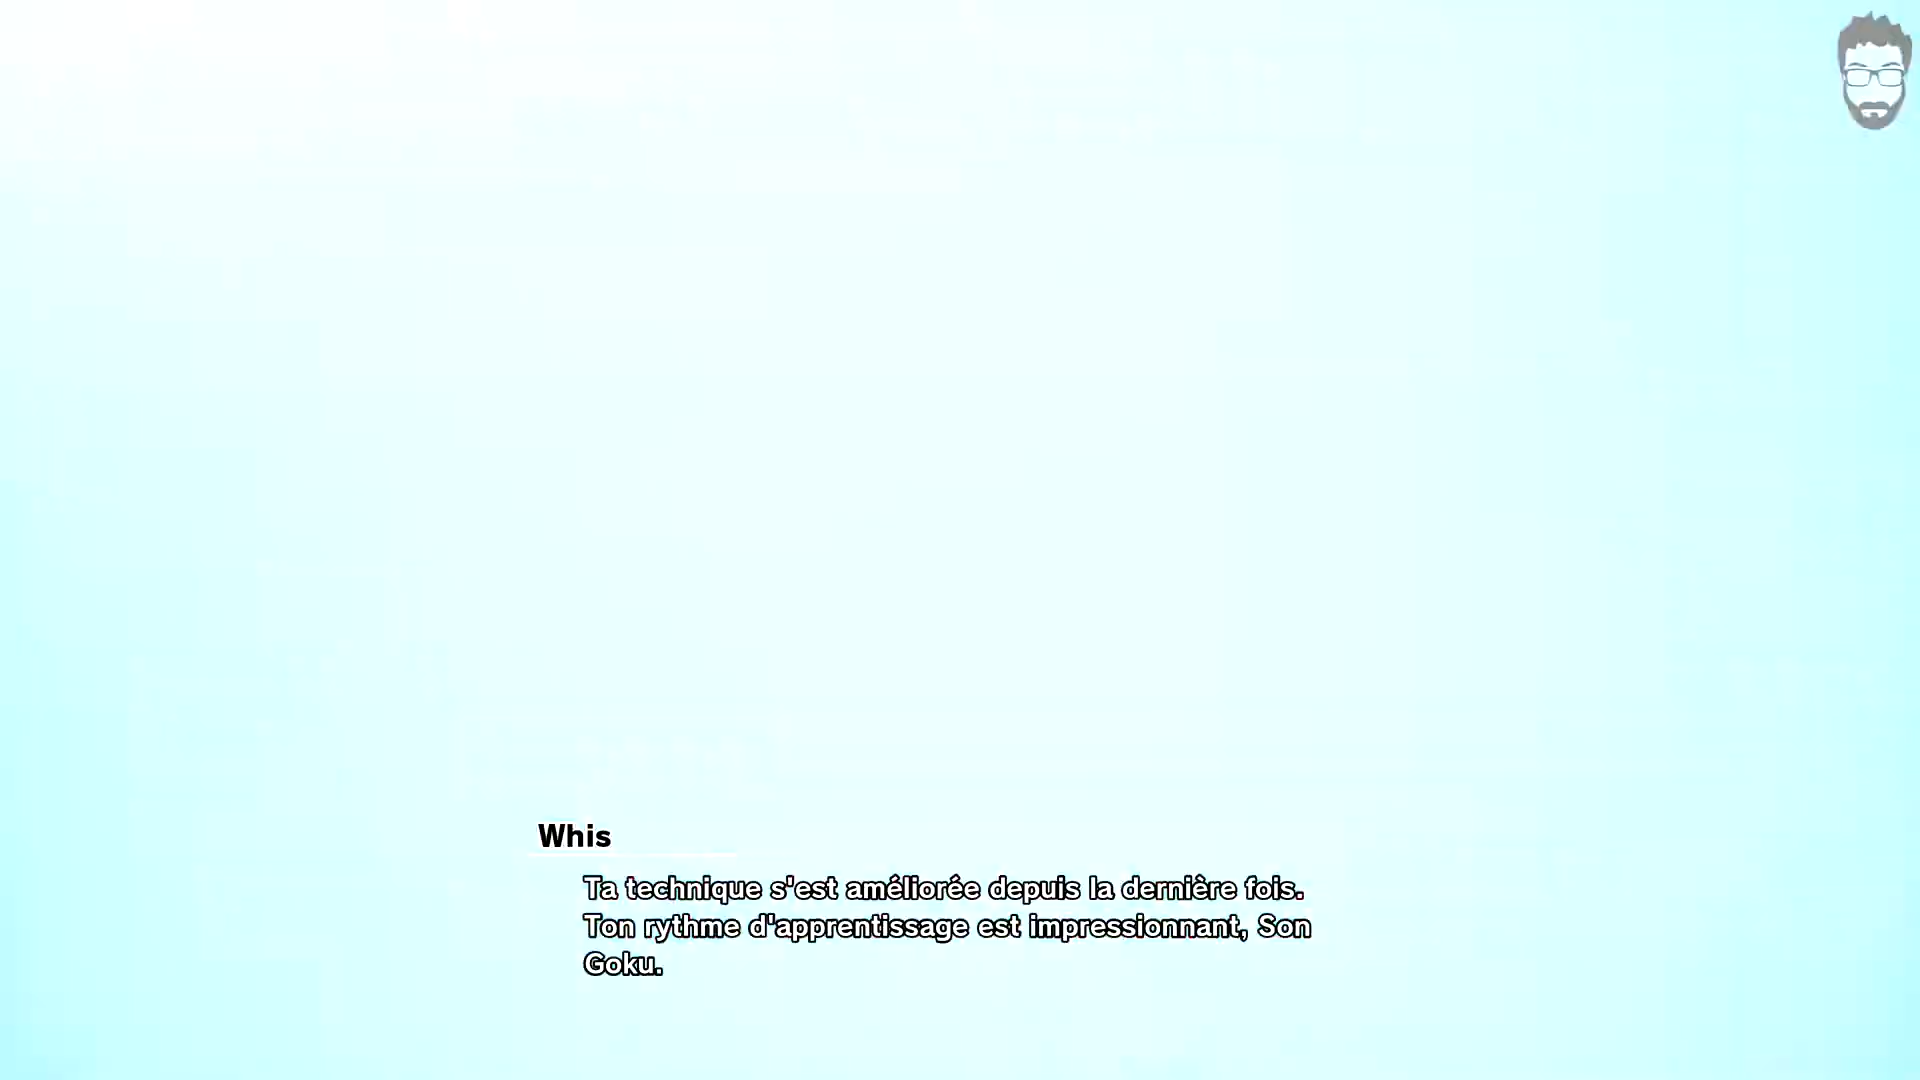 Whis
Ta technique s'est améliorée depuis la dernière fois.
Ton rythme d'apprentissage est impressionnant, Son
Goku.